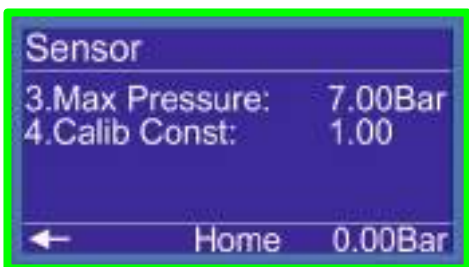 Sensor
3.Max Pressure: 7.00Bar
4.Calib Const: 1.00
← Home 0.00Bar